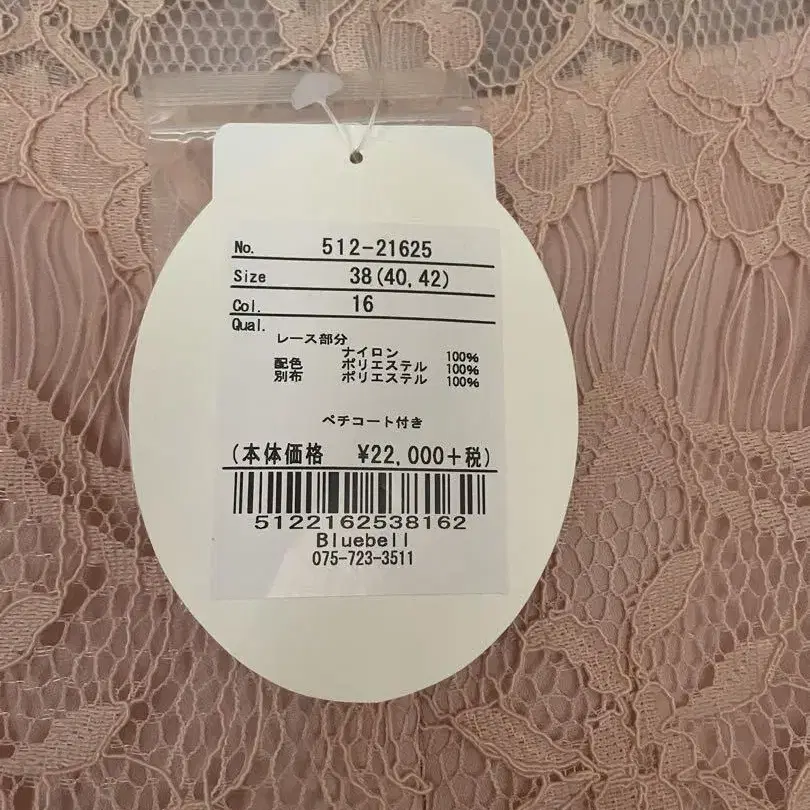 No. 512-21625
Size 38(40,42)
Col. 16
Qual.
レース部分
ナイロン 100%
配色 ポリエステル 100%
別布 ポリエステル 100%
ペチコート付き
(本体価格 ¥22,000+税)
5122162538162
Bluebell
075-723-3511